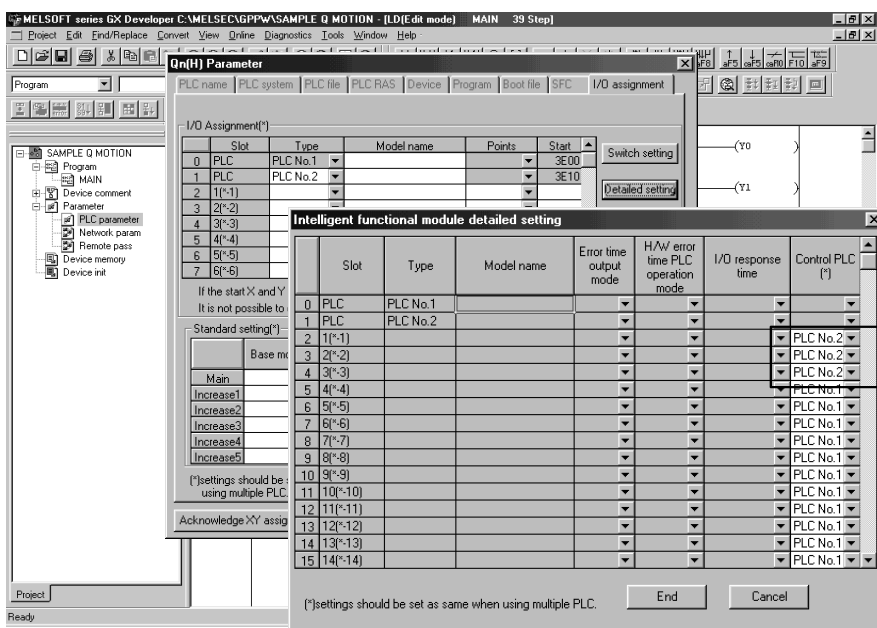 MELSOFT series GX Developer C:\MELSEC\GPPW\SAMPLE Q MOTION - [LD(Edit mode) MAIN 39 Step]
Project Edit Find/Replace Convert View Online Diagnostics Tools Window Help
Program
SAMPLE Q MOTION
Program
MAIN
Device comment
Parameter
PLC parameter
Network param
Remote pass
Device memory
Device init
Project
Ready
aF5 caF5 caF10 F10 aF9
(Y0 )
(Y1 )
Qn(H) Parameter
PLC name PLC system PLC file PLC RAS Device Program Boot file SFC I/O assignment
I/O Assignment(*)
Slot Type Model name Points Start
0 PLC PLC No.1 3E00
1 PLC PLC No.2 3E10
2 1(*-1)
3 2(*-2)
4 3(*-3)
5 4(*-4)
6 5(*-5)
7 6(*-6)
Switch setting
Detailed setting
If the start X and Y
It is not possible to
Standard setting(*)
Base mo
Main
Increase1
Increase2
Increase3
Increase4
Increase5
(*)settings should be
using multiple PLC.
Acknowledge XY assig
Intelligent functional module detailed setting
Slot Type Model name Error time output mode H/W error time PLC operation mode I/O response time Control PLC (*)
0 PLC PLC No.1
1 PLC PLC No.2
2 1(*-1) PLC No.2
3 2(*-2) PLC No.2
4 3(*-3) PLC No.2
5 4(*-4) PLC No.1
6 5(*-5) PLC No.1
7 6(*-6) PLC No.1
8 7(*-7) PLC No.1
9 8(*-8) PLC No.1
10 9(*-9) PLC No.1
11 10(*-10) PLC No.1
12 11(*-11) PLC No.1
13 12(*-12) PLC No.1
14 13(*-13) PLC No.1
15 14(*-14) PLC No.1
(*)settings should be set as same when using multiple PLC.
End Cancel